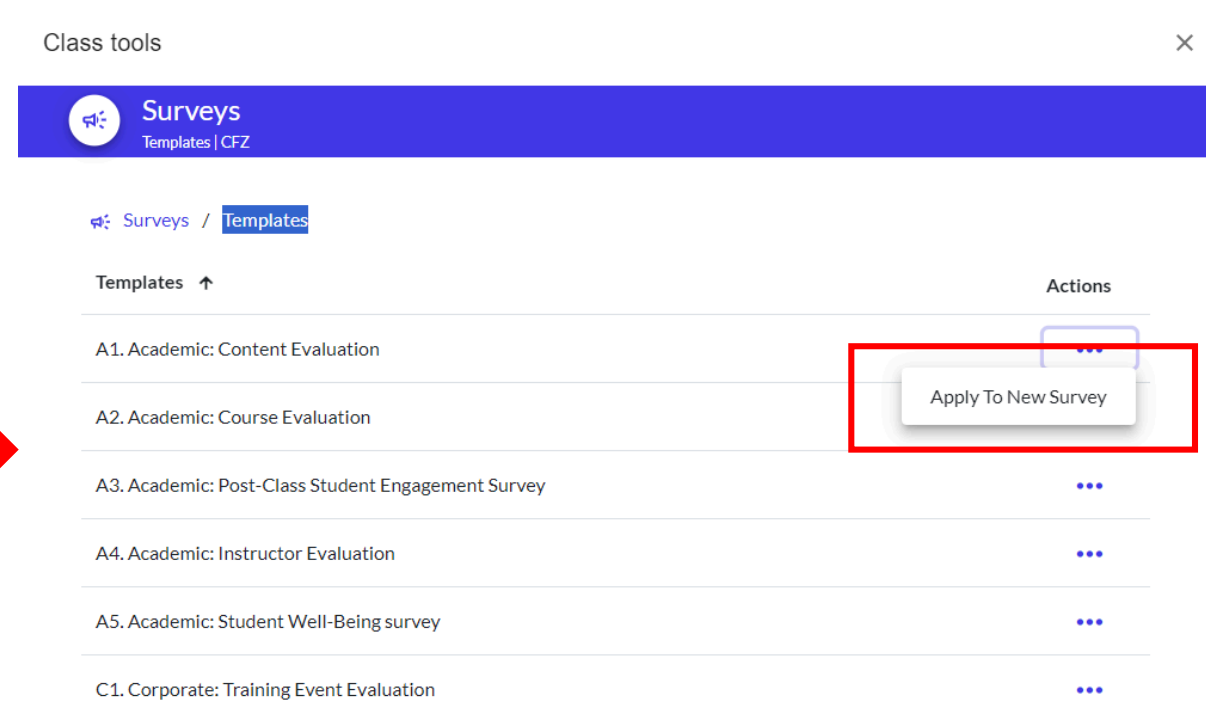 Class tools
Surveys
Templates | CFZ
Surveys / Templates
Templates
Actions
A1. Academic: Content Evaluation
Apply To New Survey
A2. Academic: Course Evaluation
A3. Academic: Post-Class Student Engagement Survey
A4. Academic: Instructor Evaluation
A5. Academic: Student Well-Being survey
C1. Corporate: Training Event Evaluation